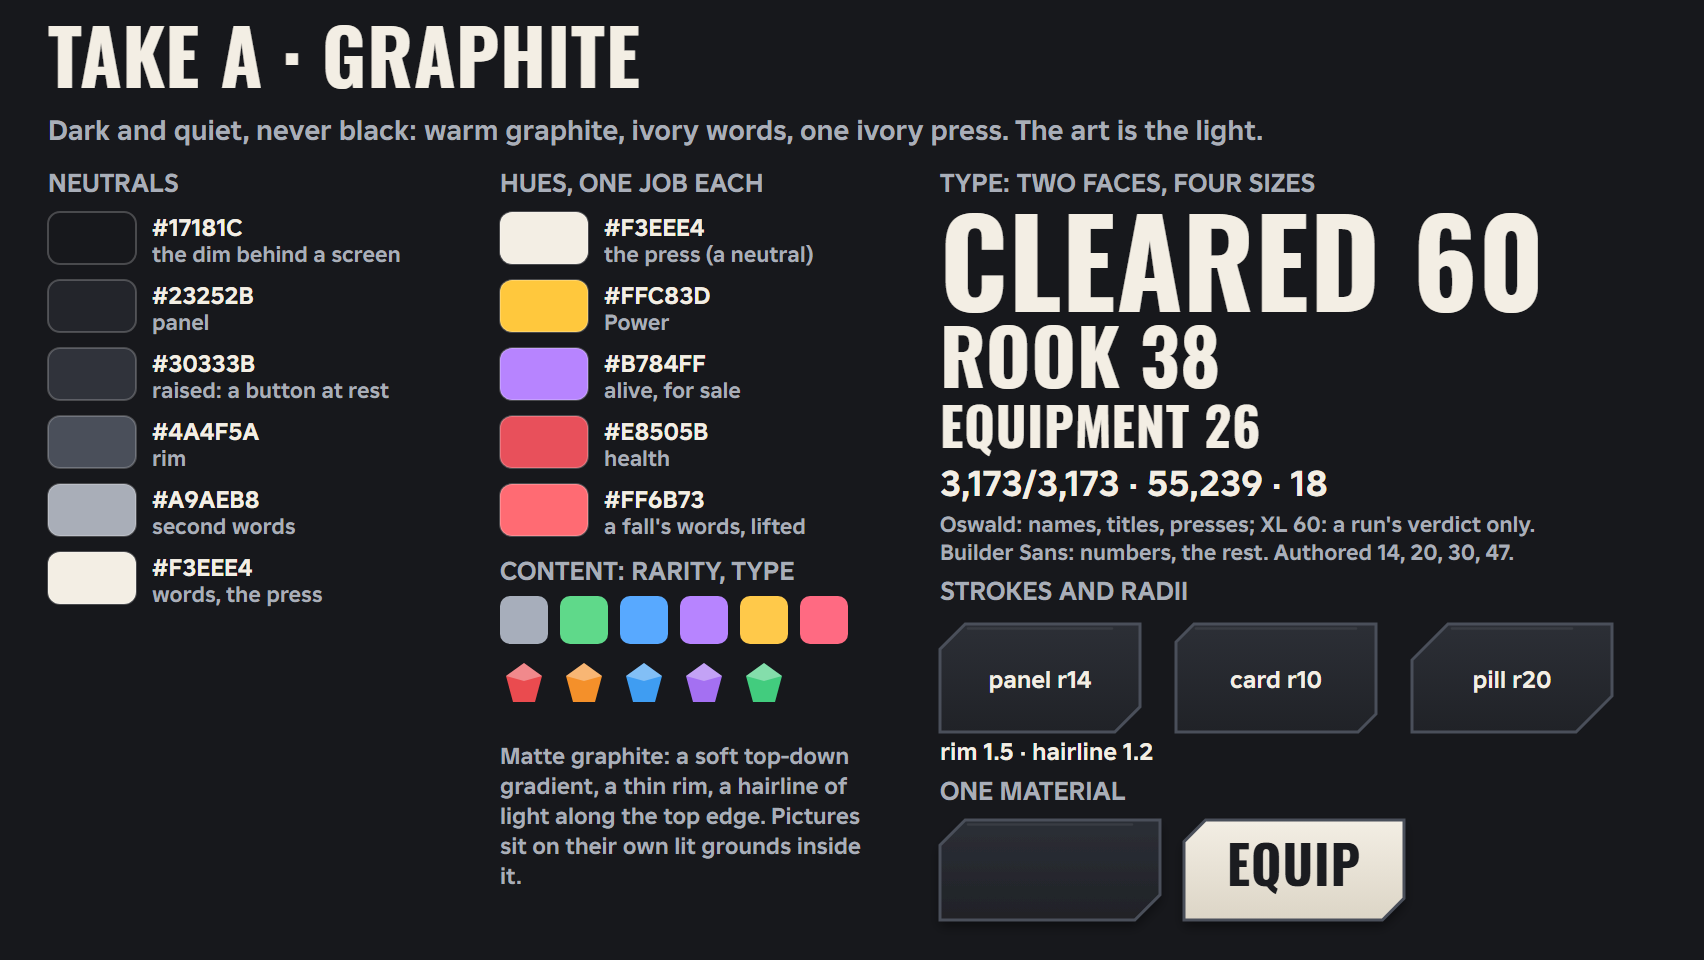 TAKE A · GRAPHITE
Dark and quiet, never black: warm graphite, ivory words, one ivory press. The art is the light.
NEUTRALS
#17181C
the dim behind a screen
#23252B
panel
#30333B
raised: a button at rest
#4A4F5A
rim
#A9AEB8
second words
#F3EEE4
words, the press
HUES, ONE JOB EACH
#F3EEE4
the press (a neutral)
#FFC83D
Power
#B784FF
alive, for sale
#E8505B
health
#FF6B73
a fall's words, lifted
CONTENT: RARITY, TYPE
Matte graphite: a soft top-down
gradient, a thin rim, a hairline of
light along the top edge. Pictures
sit on their own lit grounds inside
it.
TYPE: TWO FACES, FOUR SIZES
CLEARED 60
ROOK 38
EQUIPMENT 26
3,173/3,173 · 55,239 · 18
Oswald: names, titles, presses; XL 60: a run's verdict only.
Builder Sans: numbers, the rest. Authored 14, 20, 30, 47.
STROKES AND RADII
panel r14
card r10
pill r20
rim 1.5 · hairline 1.2
ONE MATERIAL
EQUIP